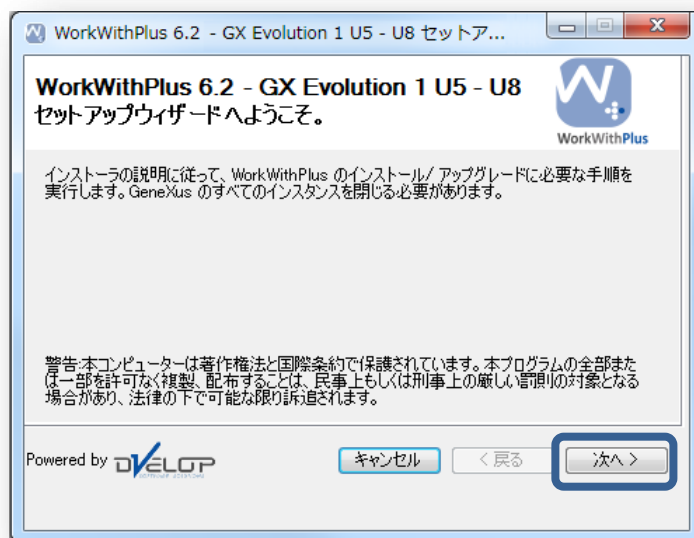 WorkWithPlus 6.2 - GX Evolution 1 U5 - U8 セットア...
WorkWithPlus 6.2 - GX Evolution 1 U5 - U8
セットアップウィザードへようこそ。
WorkWithPlus
インストーラの説明に従って、WorkWithPlus のインストール/アップグレードに必要な手順を
実行します。GeneXus のすべてのインスタンスを閉じる必要があります。
警告:本コンピューターは著作権法と国際条約で保護されています。本プログラムの全部また
は一部を許可なく複製、配布することは、民事上もしくは刑事上の厳しい罰則の対象となる
場合があり、法律の下で可能な限り訴追されます。
Powered by DVELOP
キャンセル
< 戻る
次へ >